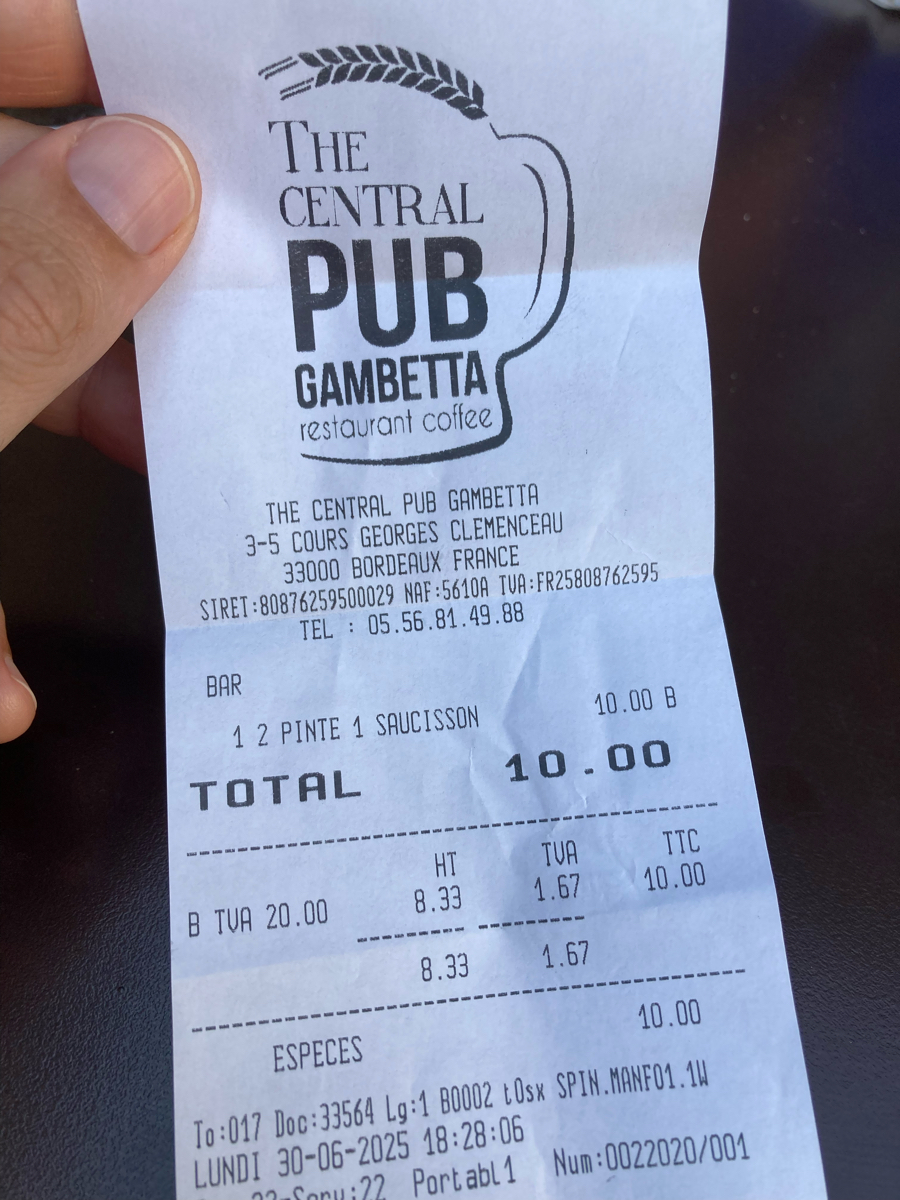 THE
CENTRAL
PUB
GAMBETTA
restaurant coffee
THE CENTRAL PUB GAMBETTA
3-5 COURS GEORGES CLEMENCEAU
33000 BORDEAUX FRANCE
SIRET:80876259500029 NAF:5610A TVA:FR25808762595
TEL : 05.56.81.49.88
BAR
1 2 PINTE 1 SAUCISSON 10.00 B
TOTAL 10.00
HT TVA TTC
B TVA 20.00 8.33 1.67 10.00
8.33 1.67
ESPECES 10.00
To:017 Doc:33564 Lg:1 B0002 t0sx SPIN.MANF01.1W
LUNDI 30-06-2025 18:28:06
Portabl1 Num:0022020/001